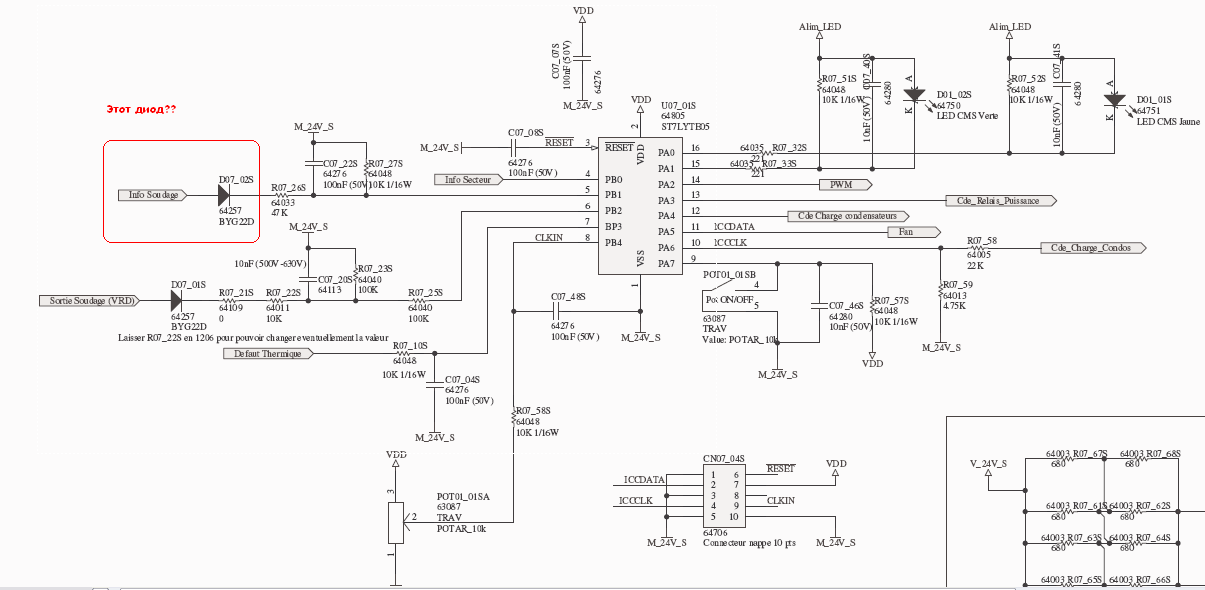 VDD
C07_07S
100nF (50V)
64276
M_24V_S
Alim_LED
Alim_LED
R07_51S
64048
10K 1/16W
C07_40S
10nF (50V)
64280
A
K
D01_02S
64750
LED CMS Verte
R07_52S
64048
10K 1/16W
C07_41S
10nF (50V)
64280
A
K
D01_01S
64751
LED CMS Jaune
Этот диод??
M_24V_S
C07_22S
64276
100nF (50V)
R07_27S
64048
10K 1/16W
Info Soudage
D07_02S
64257
BYG22D
R07_26S
64033
47K
M_24V_S
C07_08S
64276
100nF (50V)
RESET
3
Info Secteur
4
5
6
7
8
CLKIN
VDD
2
U07_01S
64805
ST7LYTB05
RESET
VDD
PB0
PB1
PB2
BP3
PB4
VSS
1
PA0
PA1
PA2
PA3
PA4
PA5
PA6
PA7
16
15
14
13
12
11
10
9
64035
R07_32S
221
64035
R07_33S
221
PWM
Cde_Relais_Puissance
Cde Charge condensateurs
ICCDATA
Fan
ICCCLK
R07_58
64005
22K
Cde_Charge_Condos
R07_59
64013
4.75K
M_24V_S
M_24V_S
10nF (500V-630V)
C07_20S
64113
R07_23S
64040
100K
Sortie Soudage (VRD)
D07_01S
64257
BYG22D
R07_21S
64109
0
R07_22S
64011
10K
R07_25S
64040
100K
Laisser R07_22S en 1206 pour pouvoir changer eventuellement la valeur
Defaut Thermique
R07_10S
64048
10K 1/16W
C07_04S
64276
100nF (50V)
M_24V_S
C07_48S
64276
100nF (50V)
M_24V_S
POT01_01SB
4
Pot ON/OFF
5
63087
TRAV
Value: POTAR_10k
M_24V_S
C07_46S
64280
10nF (50V)
R07_57S
64048
10K 1/16W
VDD
R07_58S
64048
10K 1/16W
VDD
3
2
1
POT01_01SA
63087
TRAV
POTAR_10k
CN07_04S
1 6
2 7
3 8
4 9
5 10
ICCDATA
ICCCLK
RESET
VDD
CLKIN
M_24V_S
M_24V_S
64706
Connecteur nappe 10 pts
V_24V_S
64003 R07_67S
680
64003 R07_68S
680
64003 R07_61S
680
64003 R07_62S
680
64003 R07_63S
680
64003 R07_64S
680
64003 R07_65S
64003 R07_66S